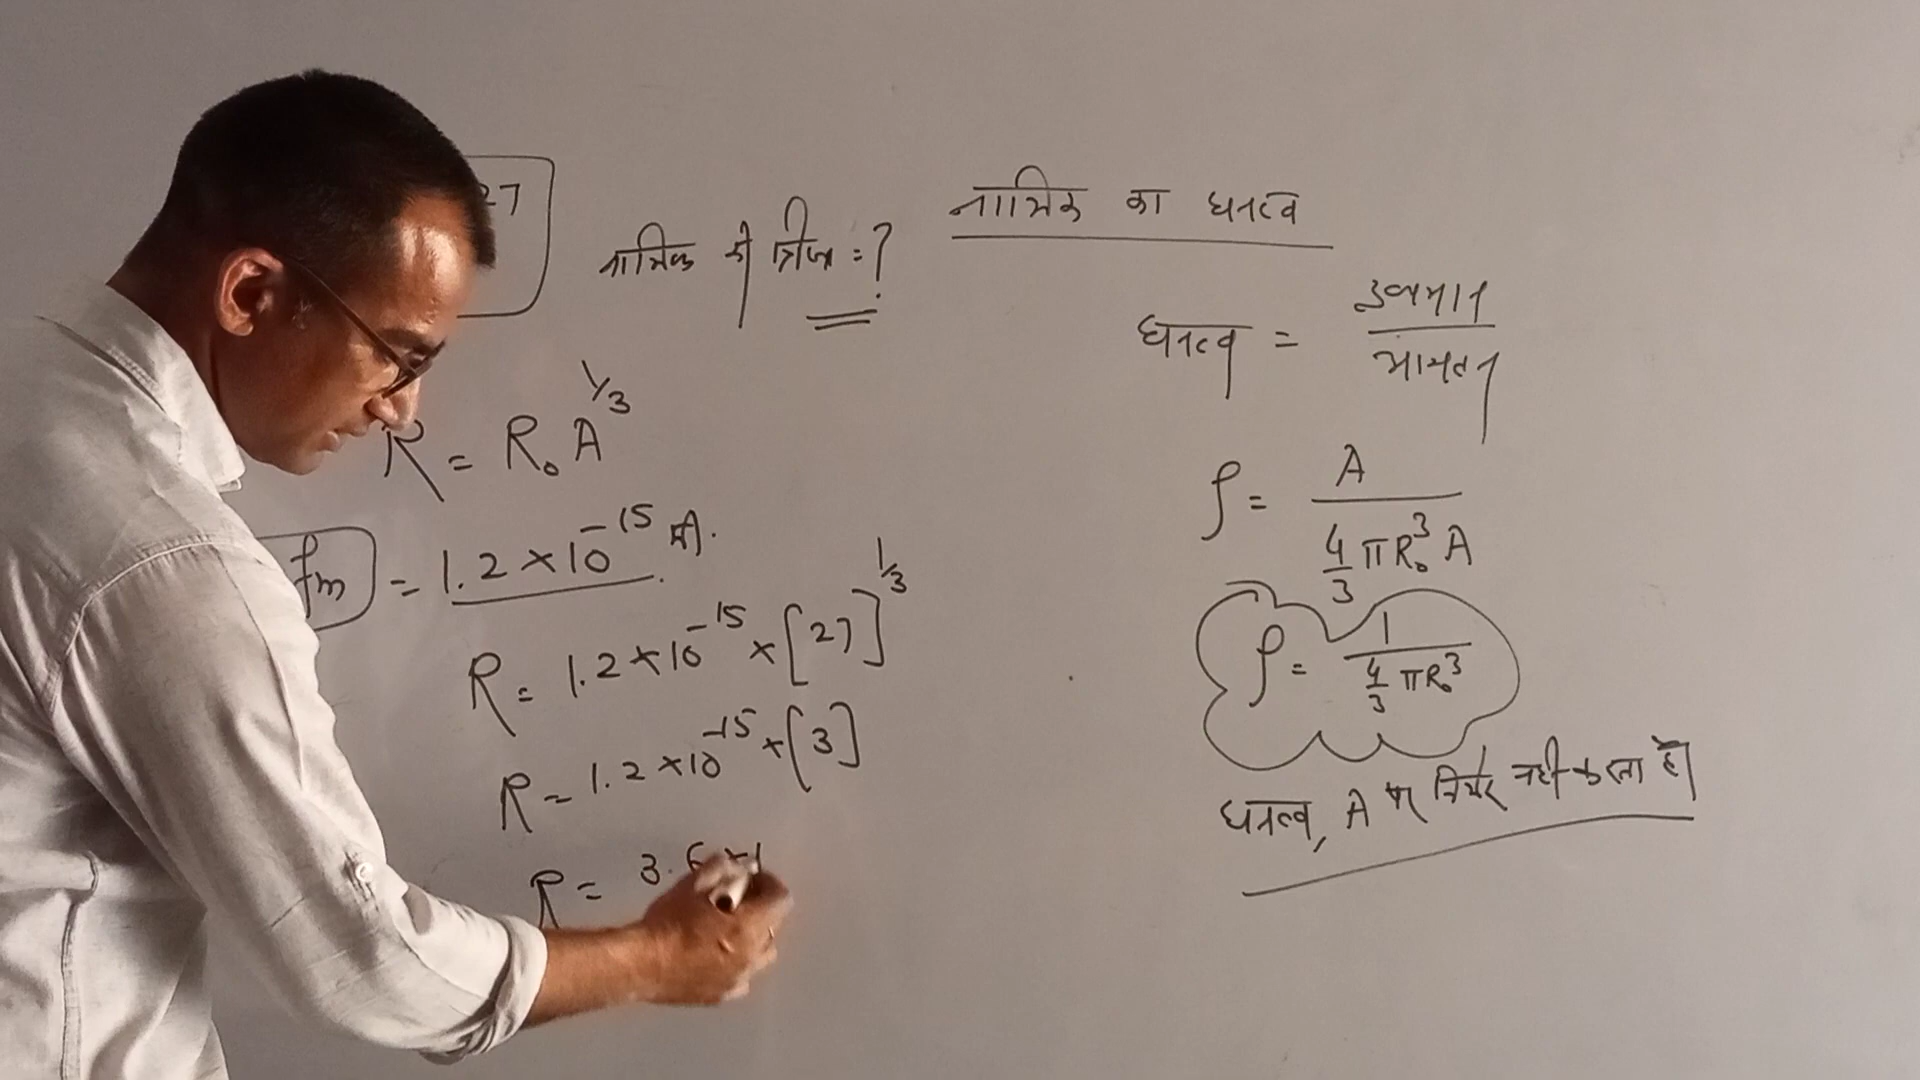 27
नाभिक की त्रिज्या = ?
R = R₀ A^1/3
fm = 1.2 × 10^-15 मी.
R = 1.2 × 10^-15 × [27]^1/3
R = 1.2 × 10^-15 × [3]
R = 3.6 × 1
नाभिक का घनत्व
घनत्व = द्रव्यमान / आयतन
ρ = A / 4/3 π R₀³ A
ρ = 1 / 4/3 π R₀³
घनत्व, A पर निर्भर नहीं करता है।